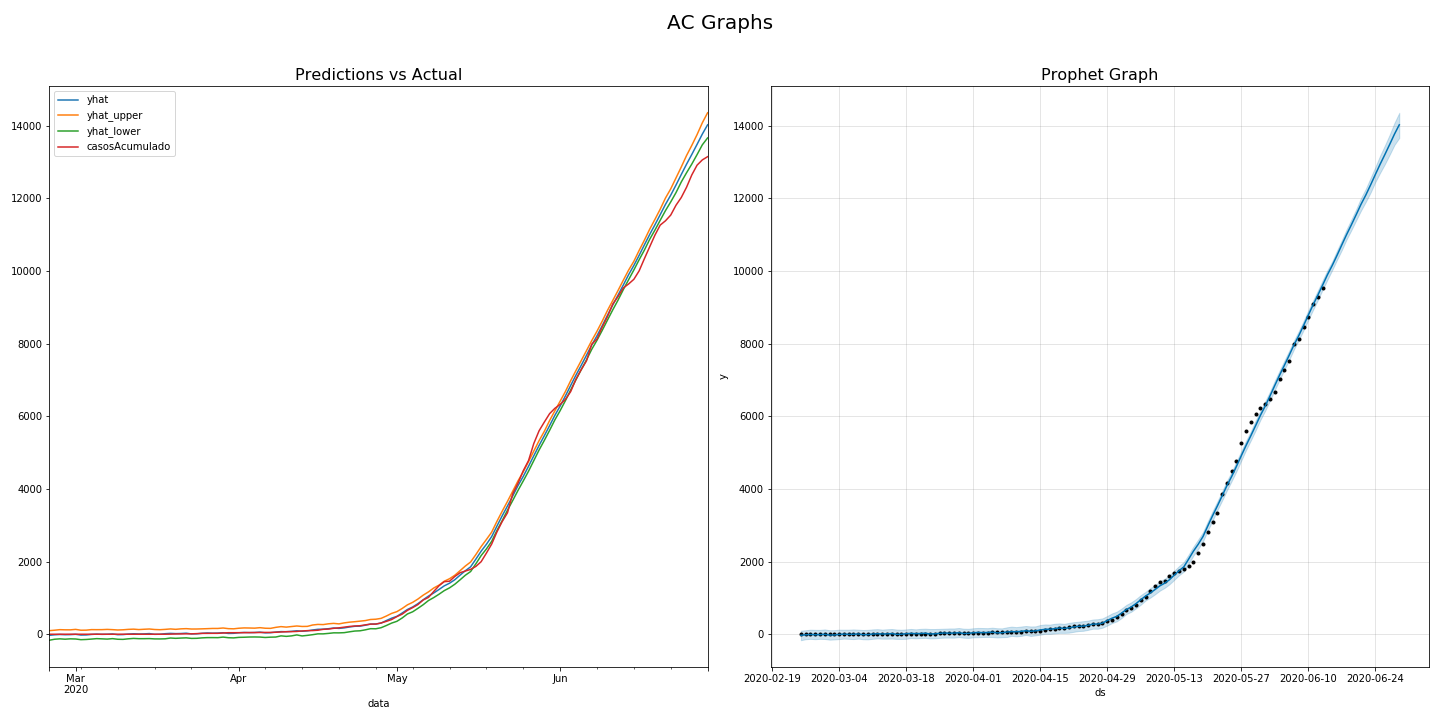 AC Graphs
Predictions vs Actual
yhat
yhat_upper
yhat_lower
casosAcumulado
14000
12000
10000
8000
6000
4000
2000
0
Mar
2020
Apr
May
Jun
data
Prophet Graph
y
14000
12000
10000
8000
6000
4000
2000
0
2020-02-19 2020-03-04 2020-03-18 2020-04-01 2020-04-15 2020-04-29 2020-05-13 2020-05-27 2020-06-10 2020-06-24
ds